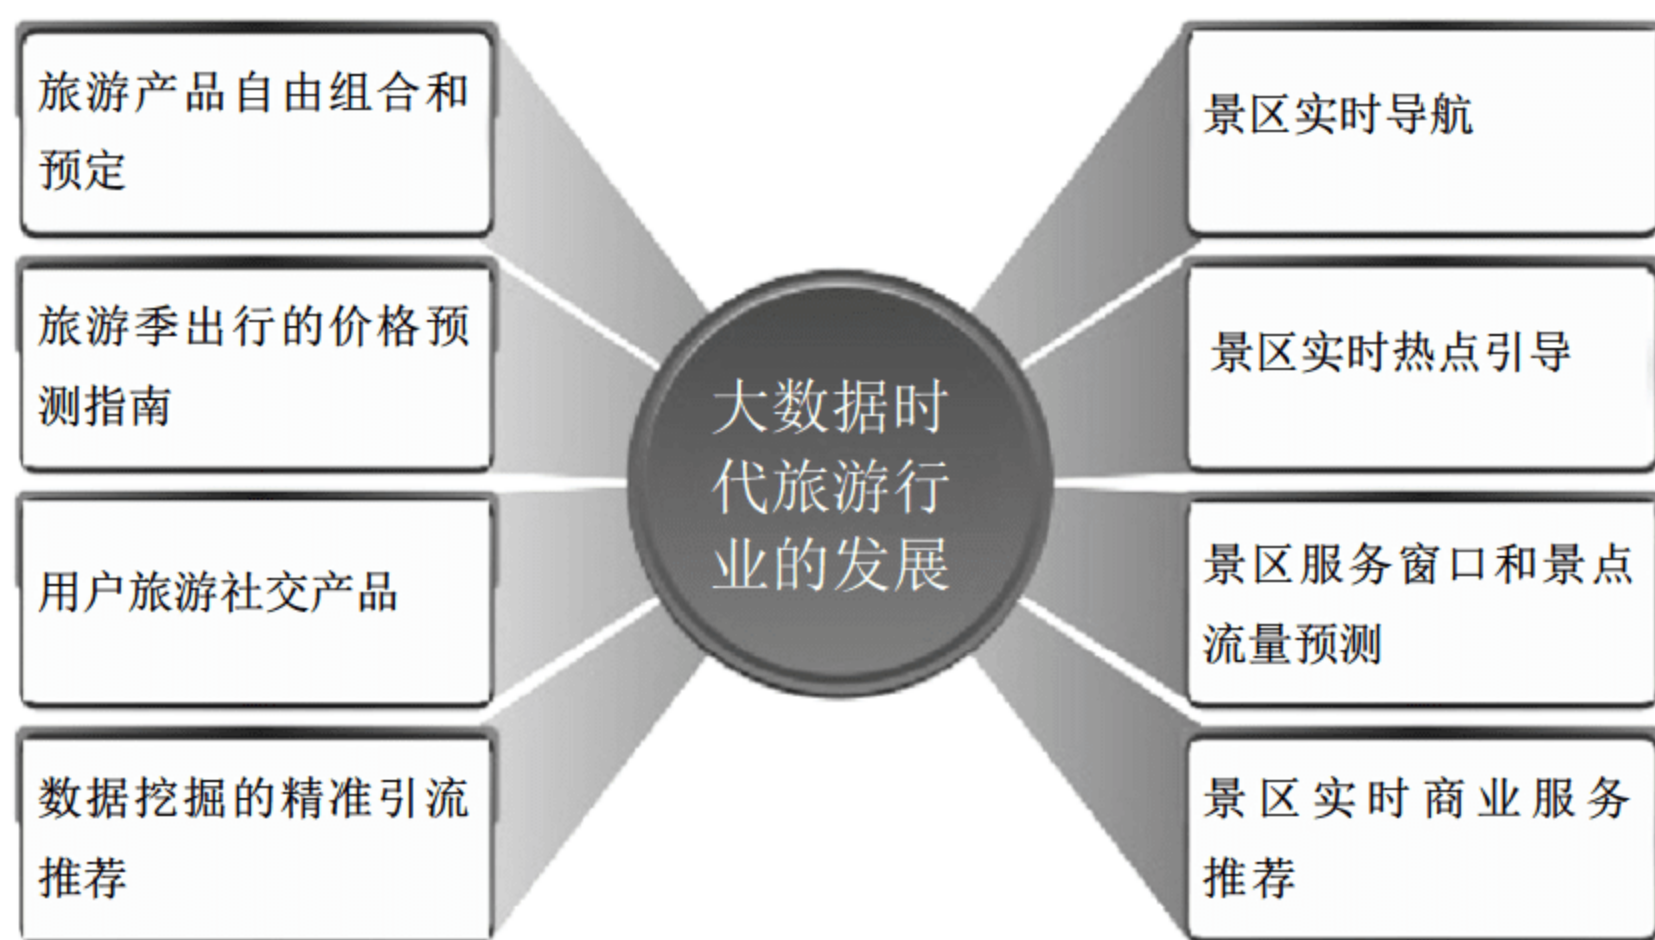 旅游产品自由组合和
预定
旅游季出行的价格预
测指南
用户旅游社交产品
数据挖掘的精准引流
推荐
大数据时
代旅游行
业的发展
景区实时导航
景区实时热点引导
景区服务窗口和景点
流量预测
景区实时商业服务
推荐